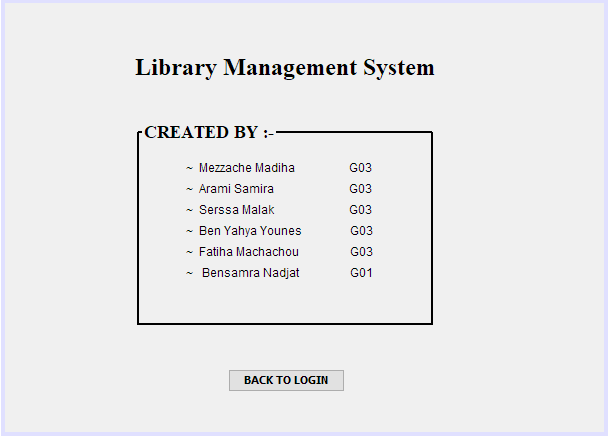 Library Management System
CREATED BY :-
~ Mezzache Madiha G03
~ Arami Samira G03
~ Serssa Malak G03
~ Ben Yahya Younes G03
~ Fatiha Machachou G03
~ Bensamra Nadjat G01
BACK TO LOGIN